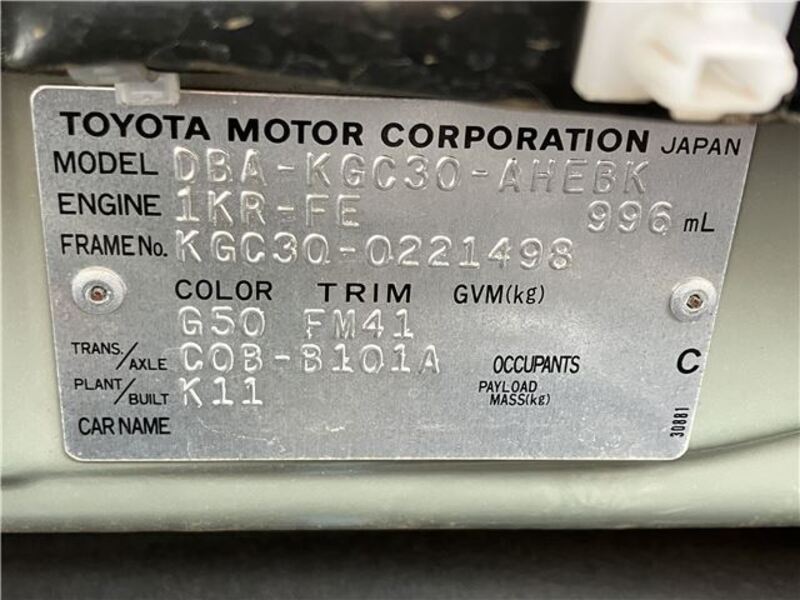 TOYOTA MOTOR CORPORATION JAPAN
MODEL DBA-KGC30-AHEBK
ENGINE 1KR-FE 996 mL
FRAME No. KGC30-0221498
COLOR TRIM GVM(kg)
G50 FM41
TRANS./AXLE C0B-B101A OCCUPANTS C
PLANT/BUILT K11 PAYLOAD MASS(kg)
CAR NAME
30881